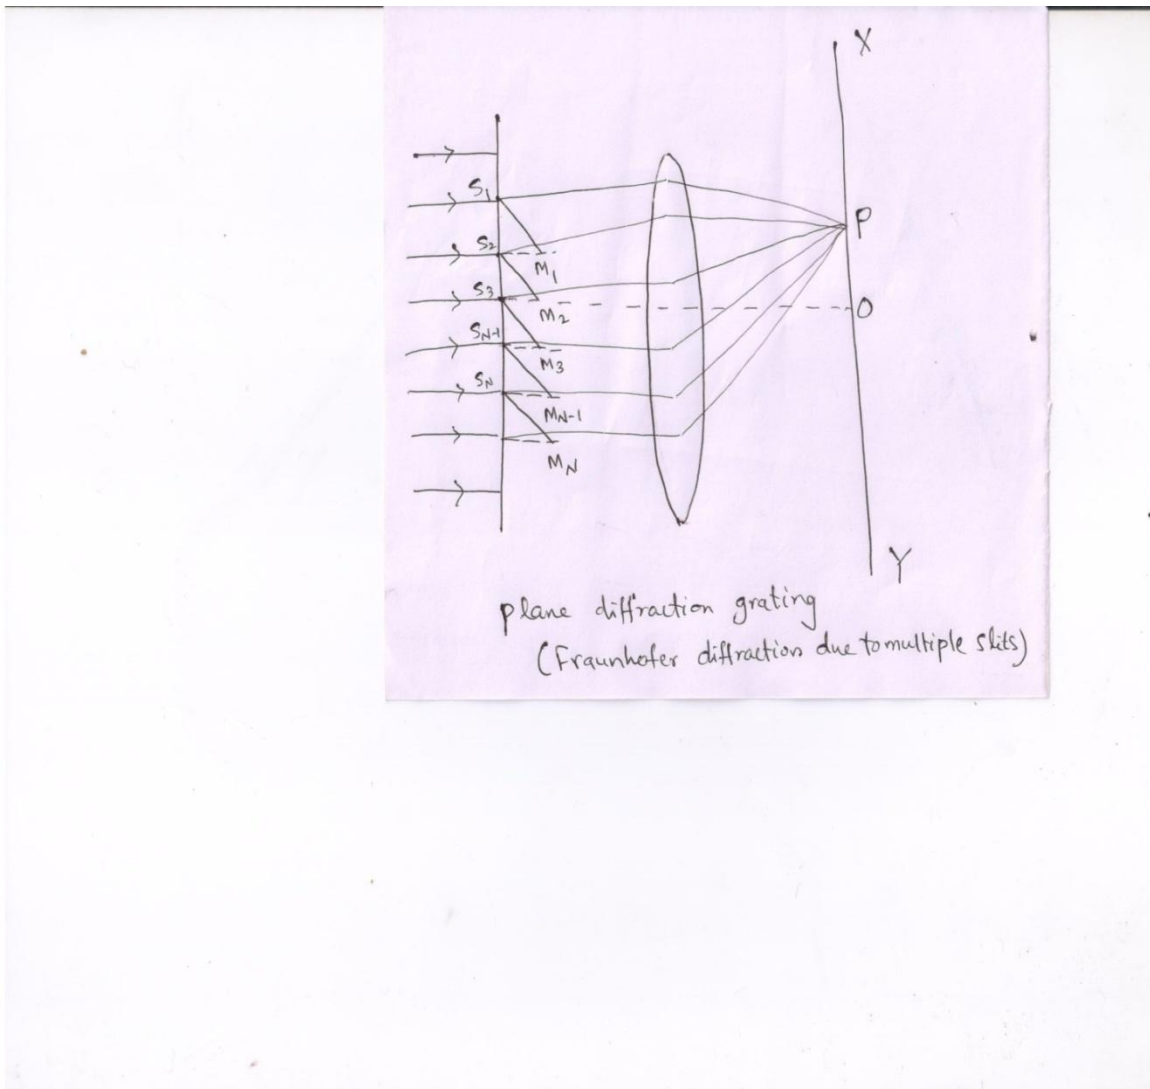 X
S1
S2
P
M1
S3
M2
O
SN-1
M3
SN
MN-1
MN
Y
plane diffraction grating
(Fraunhofer diffraction due to multiple slits)